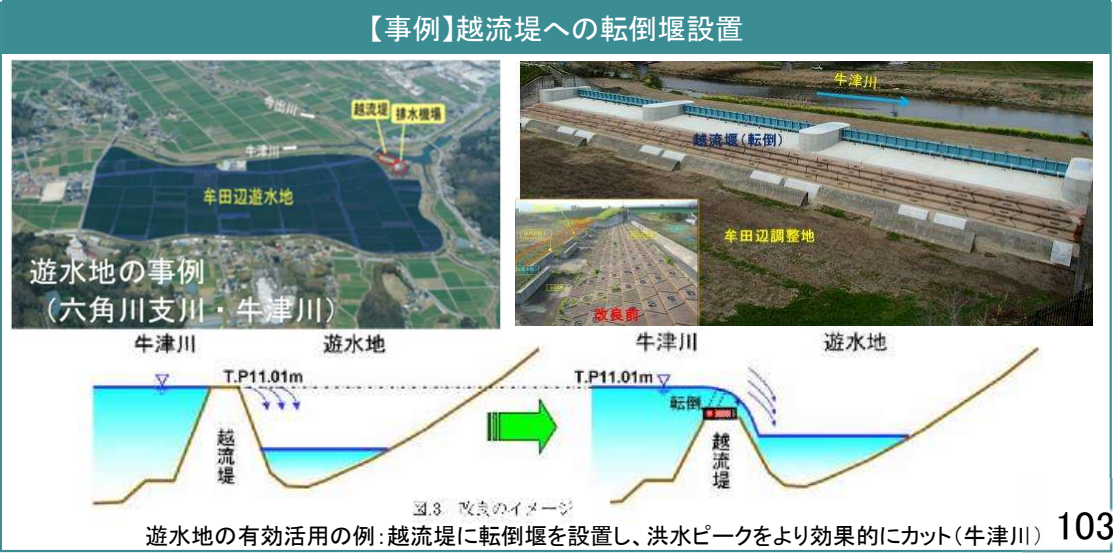 【事例】越流堤への転倒堰設置
今出川
越流堤
排水機場
牛津川
牟田辺遊水地
遊水地の事例
(六角川支川・牛津川)
牛津川
越流堰(転倒)
牟田辺調整地
改良前
牛津川
遊水地
T.P11.01m
越流堤
牛津川
遊水地
T.P11.01m
転倒
越流堤
図.3 改良のイメージ
遊水地の有効活用の例:越流堤に転倒堰を設置し、洪水ピークをより効果的にカット(牛津川)
103